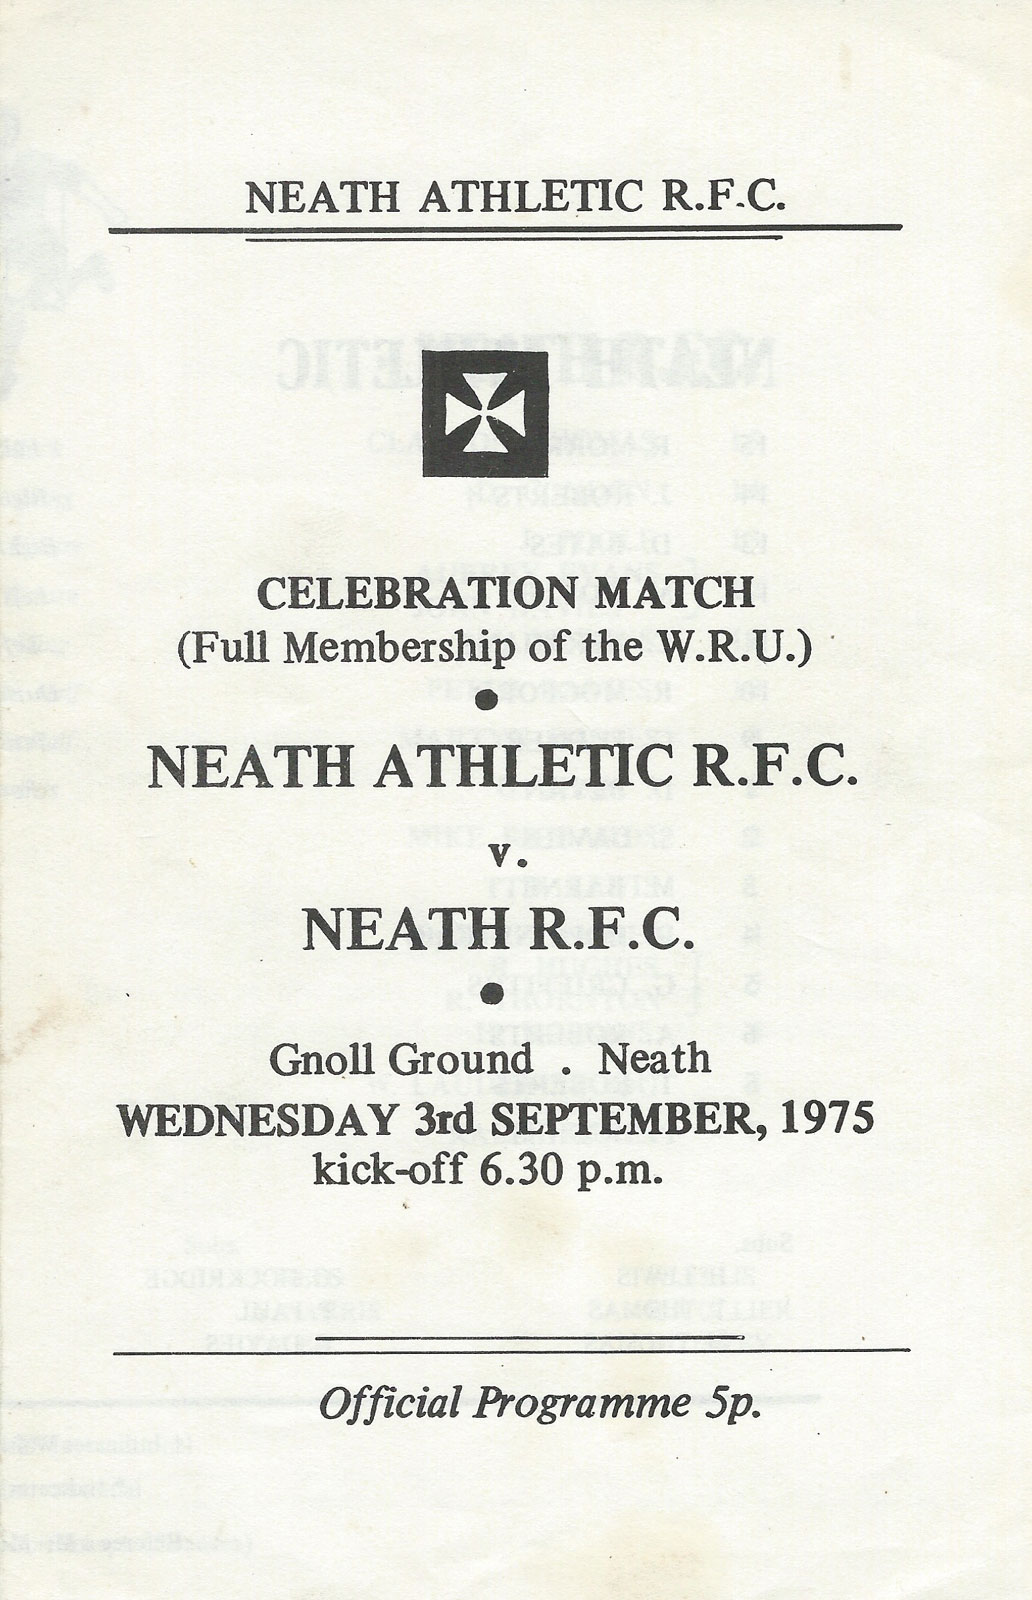 NEATH ATHLETIC R.F.C.
CELEBRATION MATCH
(Full Membership of the W.R.U.)
NEATH ATHLETIC R.F.C.
v.
NEATH R.F.C.
Gnoll Ground . Neath
WEDNESDAY 3rd SEPTEMBER, 1975
kick-off 6.30 p.m.
Official Programme 5p.